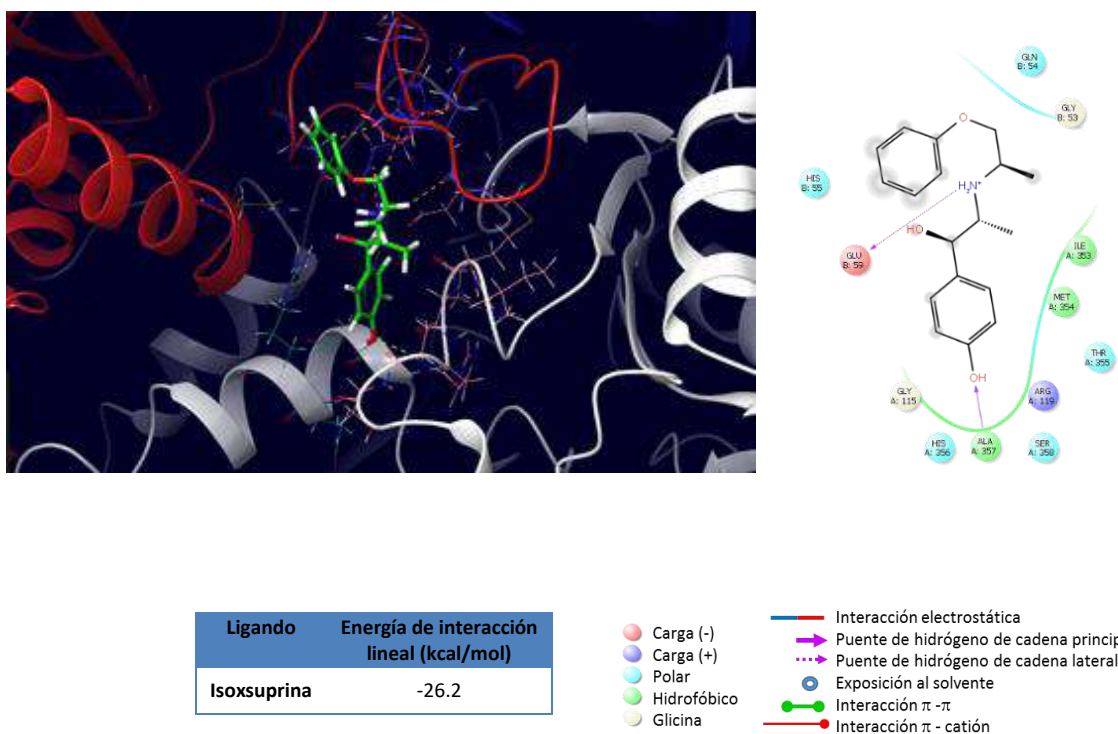 GLN
B: 54
GLY
B: 53
O
HIS
B: 55
H₂N⁺
HO
GLU
B: 59
ILE
A: 353
MET
A: 354
THR
A: 355
OH
GLY
A: 115
ARG
A: 119
HIS
A: 356
ALA
A: 357
SER
A: 358
Ligando Energía de interacción
lineal (kcal/mol)
Isoxsuprina -26.2
Carga (-)
Carga (+)
Polar
Hidrofóbico
Glicina
Interacción electrostática
Puente de hidrógeno de cadena princip
Puente de hidrógeno de cadena lateral
Exposición al solvente
Interacción π -π
Interacción π - catión